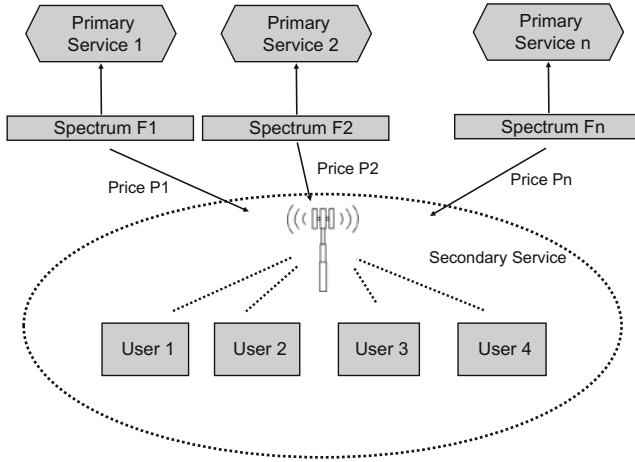 Primary
Service 1
Primary
Service 2
Primary
Service n
Spectrum F1
Spectrum F2
Spectrum Fn
Price P1
Price P2
Price Pn
Secondary Service
User 1
User 2
User 3
User 4